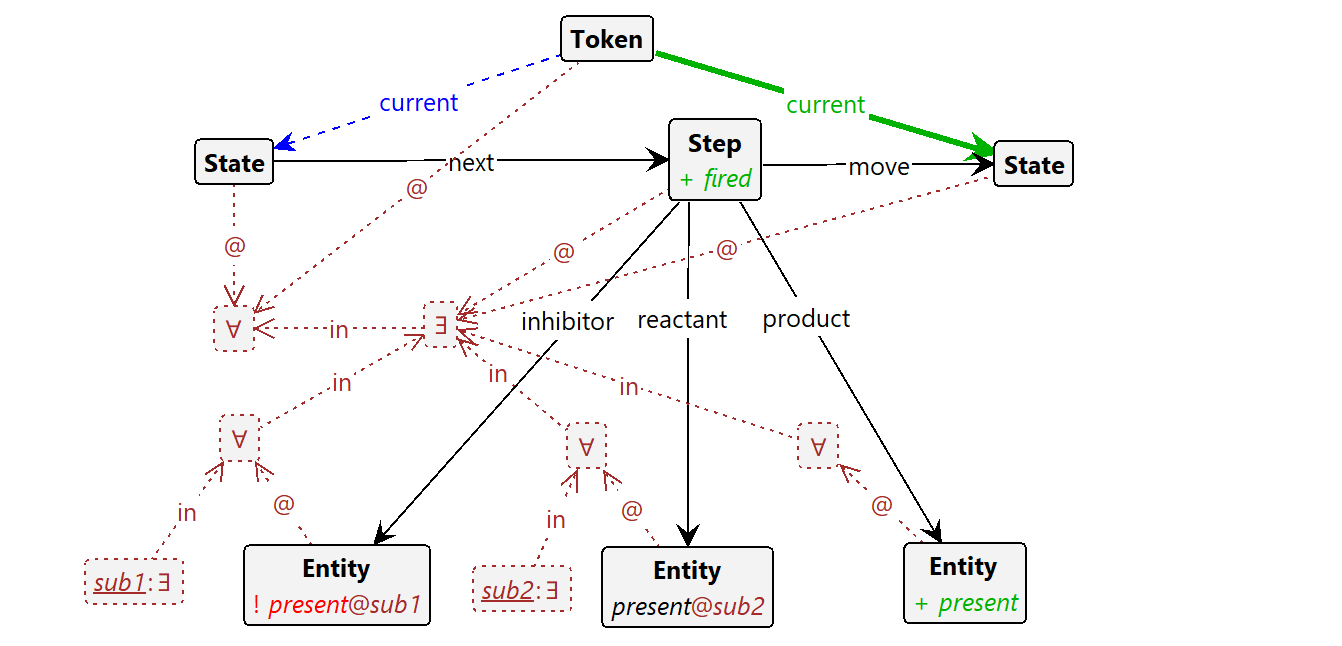 Token
current
current
State
next
Step
+ fired
move
State
@
@
@
@
∀
in
∃
inhibitor
reactant
product
in
in
in
∀
∀
∀
in
@
in
@
@
sub1:∃
Entity
! present@sub1
sub2:∃
Entity
present@sub2
Entity
+ present